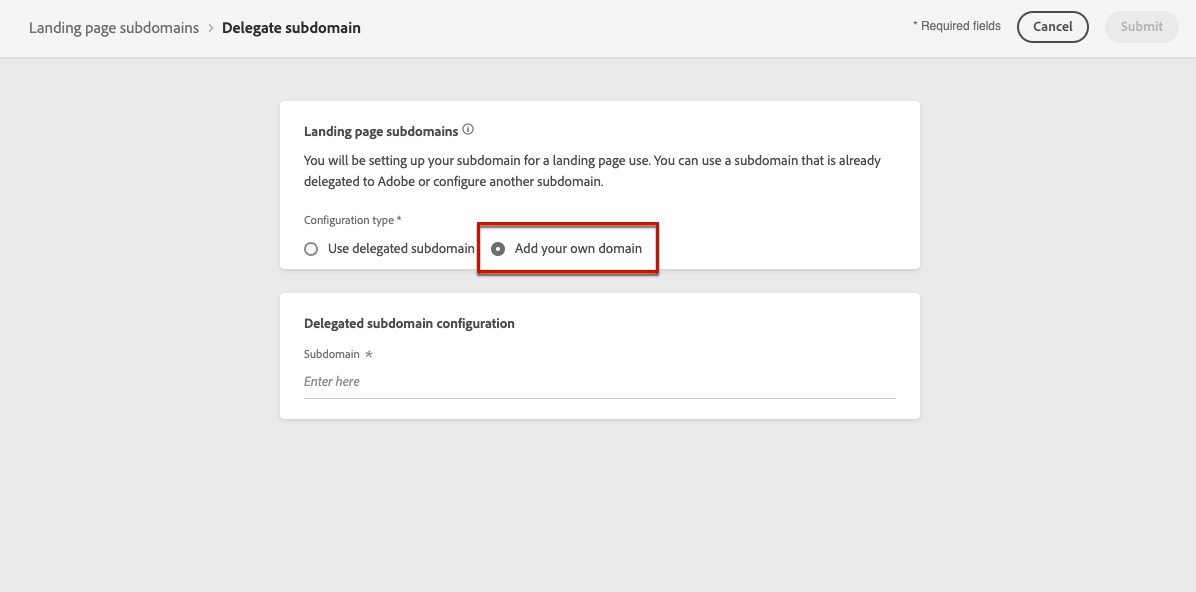 Landing page subdomains > Delegate subdomain
* Required fields
Cancel
Submit
Landing page subdomains
You will be setting up your subdomain for a landing page use. You can use a subdomain that is already
delegated to Adobe or configure another subdomain.
Configuration type *
Use delegated subdomain
Add your own domain
Delegated subdomain configuration
Subdomain *
Enter here